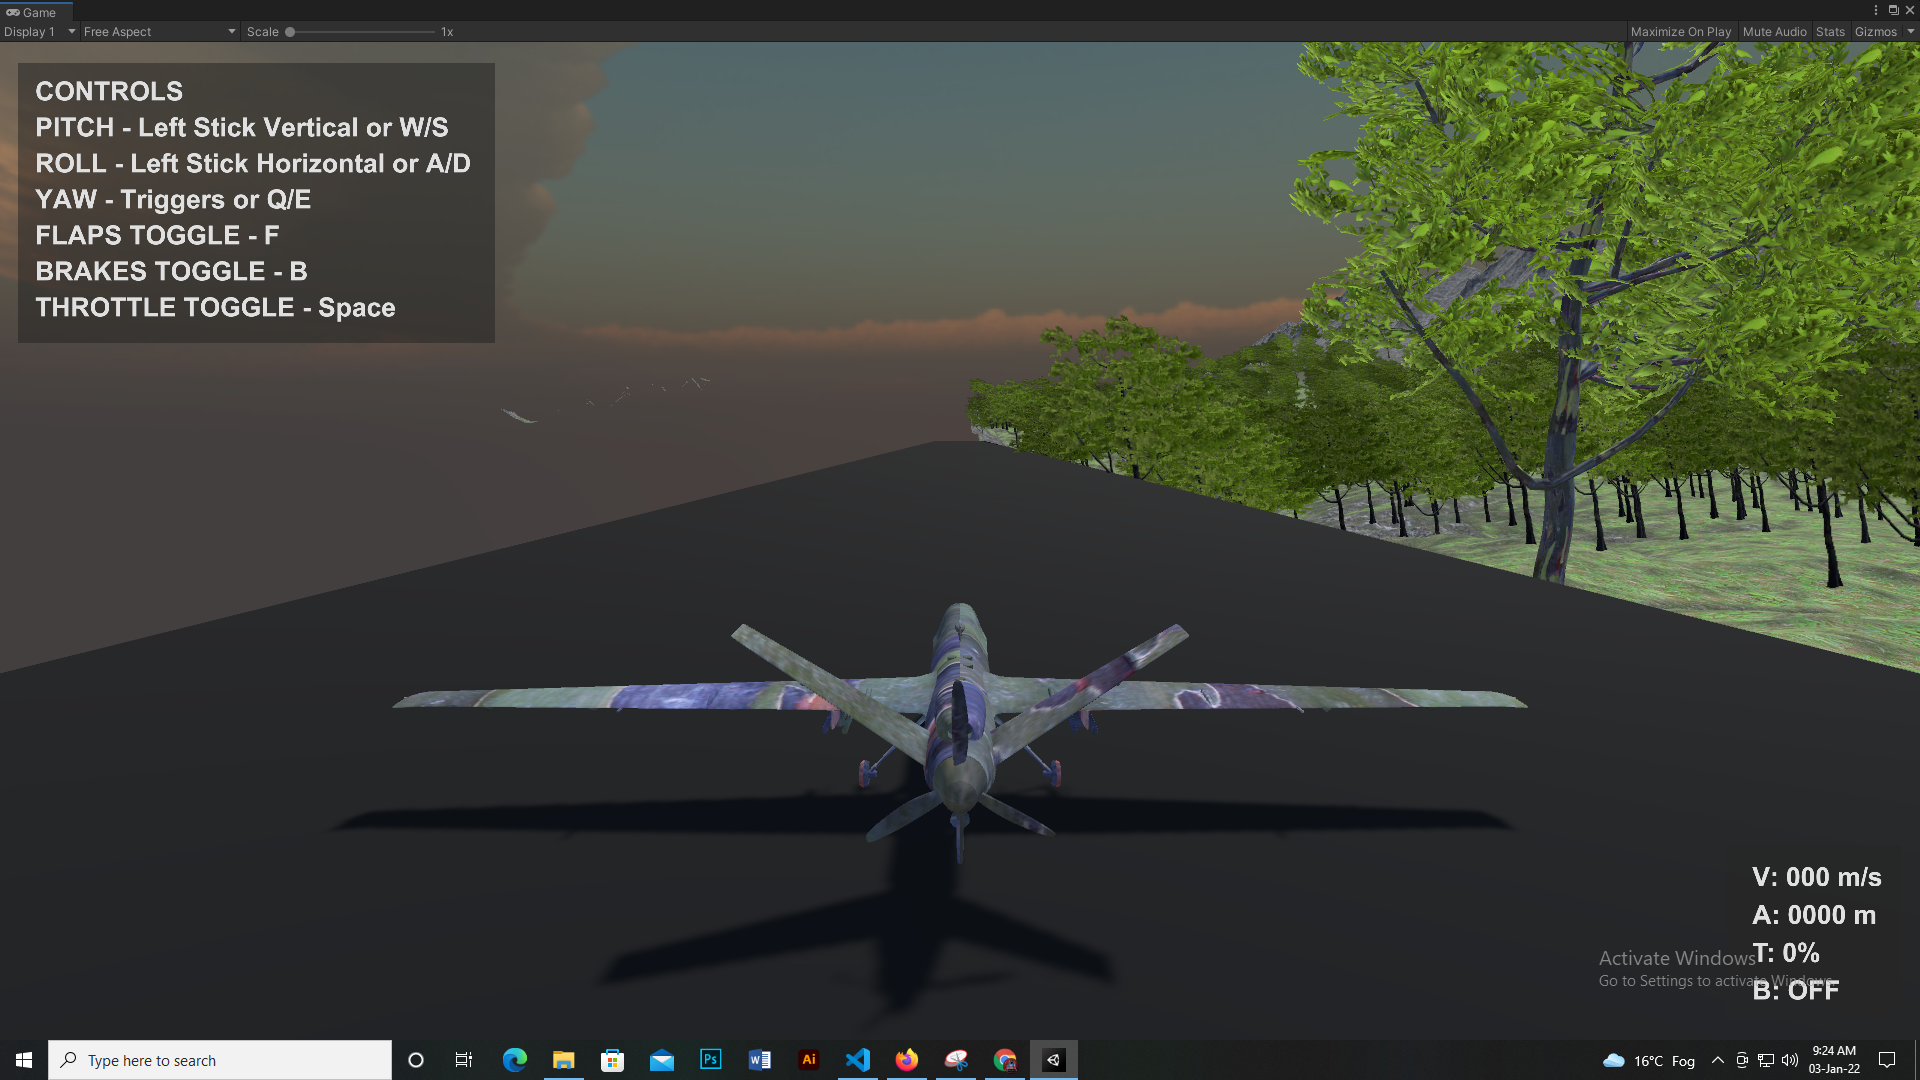 Game
Display 1
Free Aspect
Scale
1x
Maximize On Play
Mute Audio
Stats
Gizmos
CONTROLS
PITCH - Left Stick Vertical or W/S
ROLL - Left Stick Horizontal or A/D
YAW - Triggers or Q/E
FLAPS TOGGLE - F
BRAKES TOGGLE - B
THROTTLE TOGGLE - Space
V: 000 m/s
A: 0000 m
T: 0%
B: OFF
Activate Windows
Go to Settings to activate Windows.
Type here to search
Ps
W
Ai
16°C Fog
9:24 AM
03-Jan-22